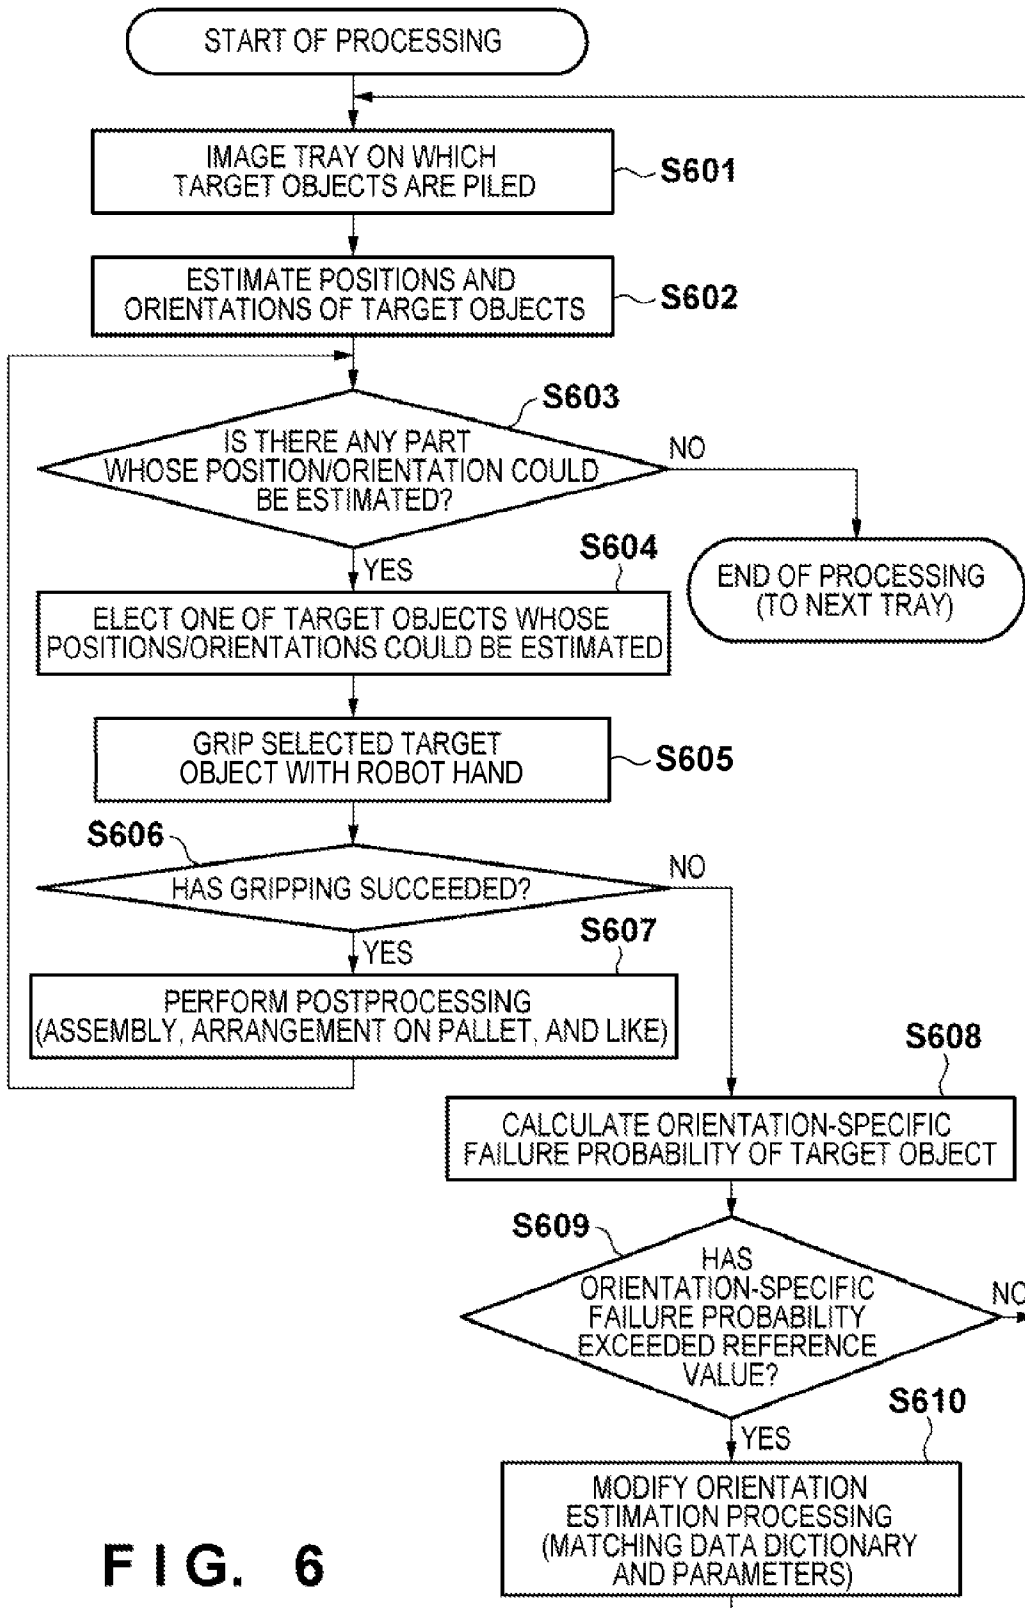 START OF PROCESSING
IMAGE TRAY ON WHICH
TARGET OBJECTS ARE PILED
S601
ESTIMATE POSITIONS AND
ORIENTATIONS OF TARGET OBJECTS
S602
S603
IS THERE ANY PART
WHOSE POSITION/ORIENTATION COULD
BE ESTIMATED?
NO
YES
END OF PROCESSING
(TO NEXT TRAY)
S604
ELECT ONE OF TARGET OBJECTS WHOSE
POSITIONS/ORIENTATIONS COULD BE ESTIMATED
GRIP SELECTED TARGET
OBJECT WITH ROBOT HAND
S605
S606
HAS GRIPPING SUCCEEDED?
NO
YES
S607
PERFORM POSTPROCESSING
(ASSEMBLY, ARRANGEMENT ON PALLET, AND LIKE)
S608
CALCULATE ORIENTATION-SPECIFIC
FAILURE PROBABILITY OF TARGET OBJECT
S609
HAS
ORIENTATION-SPECIFIC
FAILURE PROBABILITY
EXCEEDED REFERENCE
VALUE?
NO
YES
S610
MODIFY ORIENTATION
ESTIMATION PROCESSING
(MATCHING DATA DICTIONARY
AND PARAMETERS)
FIG. 6